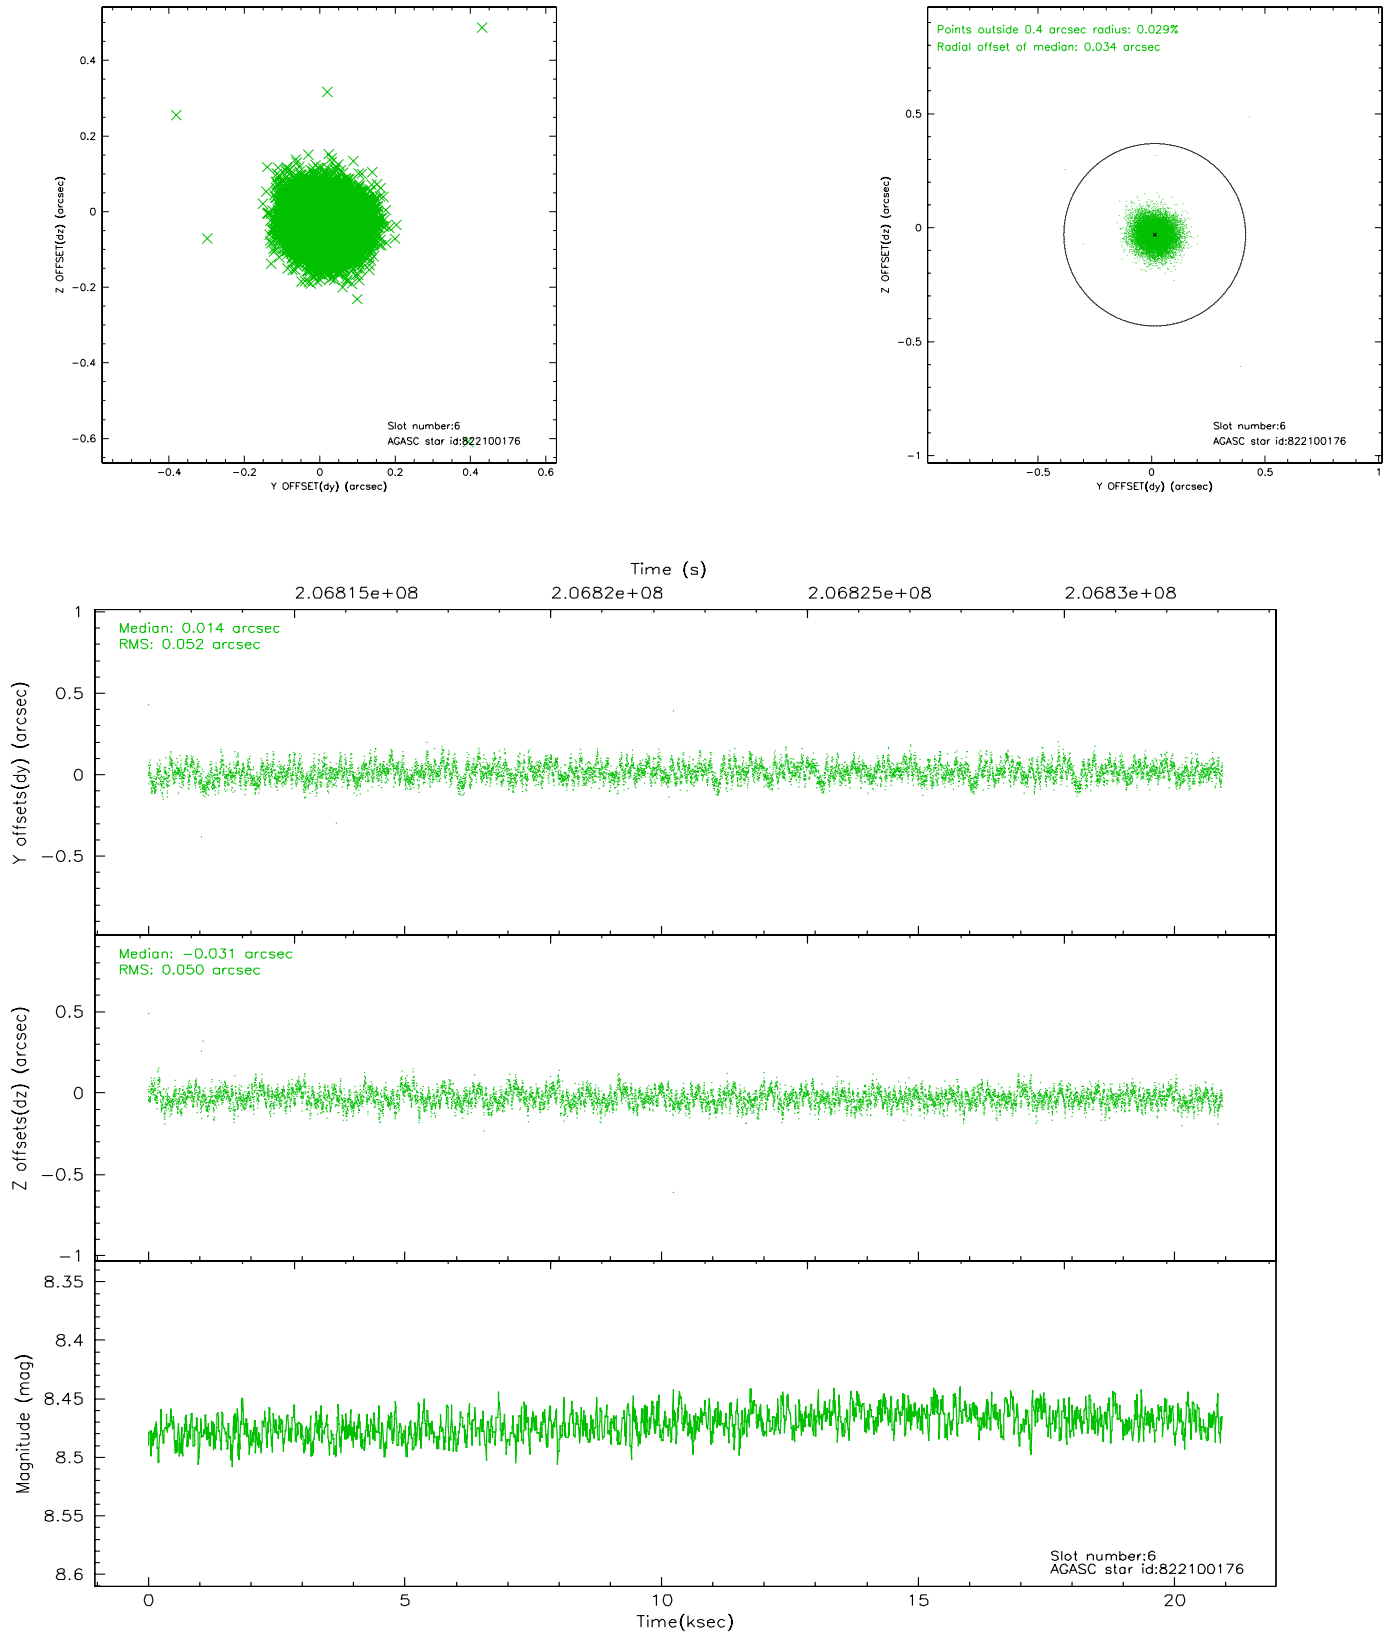 0.4
0.2
0
−0.2
−0.4
−0.6
Z OFFSET(dz) (arcsec)
Slot number:6
AGASC star id:822100176
−0.4
−0.2
0
0.2
0.4
0.6
Y OFFSET(dy) (arcsec)
Points outside 0.4 arcsec radius: 0.029%
Radial offset of median: 0.034 arcsec
0.5
0
−0.5
−1
Z OFFSET(dz) (arcsec)
Slot number:6
AGASC star id:822100176
−0.5
0
0.5
1
Y OFFSET(dy) (arcsec)
Time (s)
2.06815e+08
2.0682e+08
2.06825e+08
2.0683e+08
1
0.5
0
−0.5
Y offsets(dy) (arcsec)
Median: 0.014 arcsec
RMS: 0.052 arcsec
0.5
0
−0.5
−1
Z offsets(dz) (arcsec)
Median: −0.031 arcsec
RMS: 0.050 arcsec
8.35
8.4
8.45
8.5
8.55
8.6
Magnitude (mag)
Slot number:6
AGASC star id:822100176
0
5
10
15
20
Time(ksec)